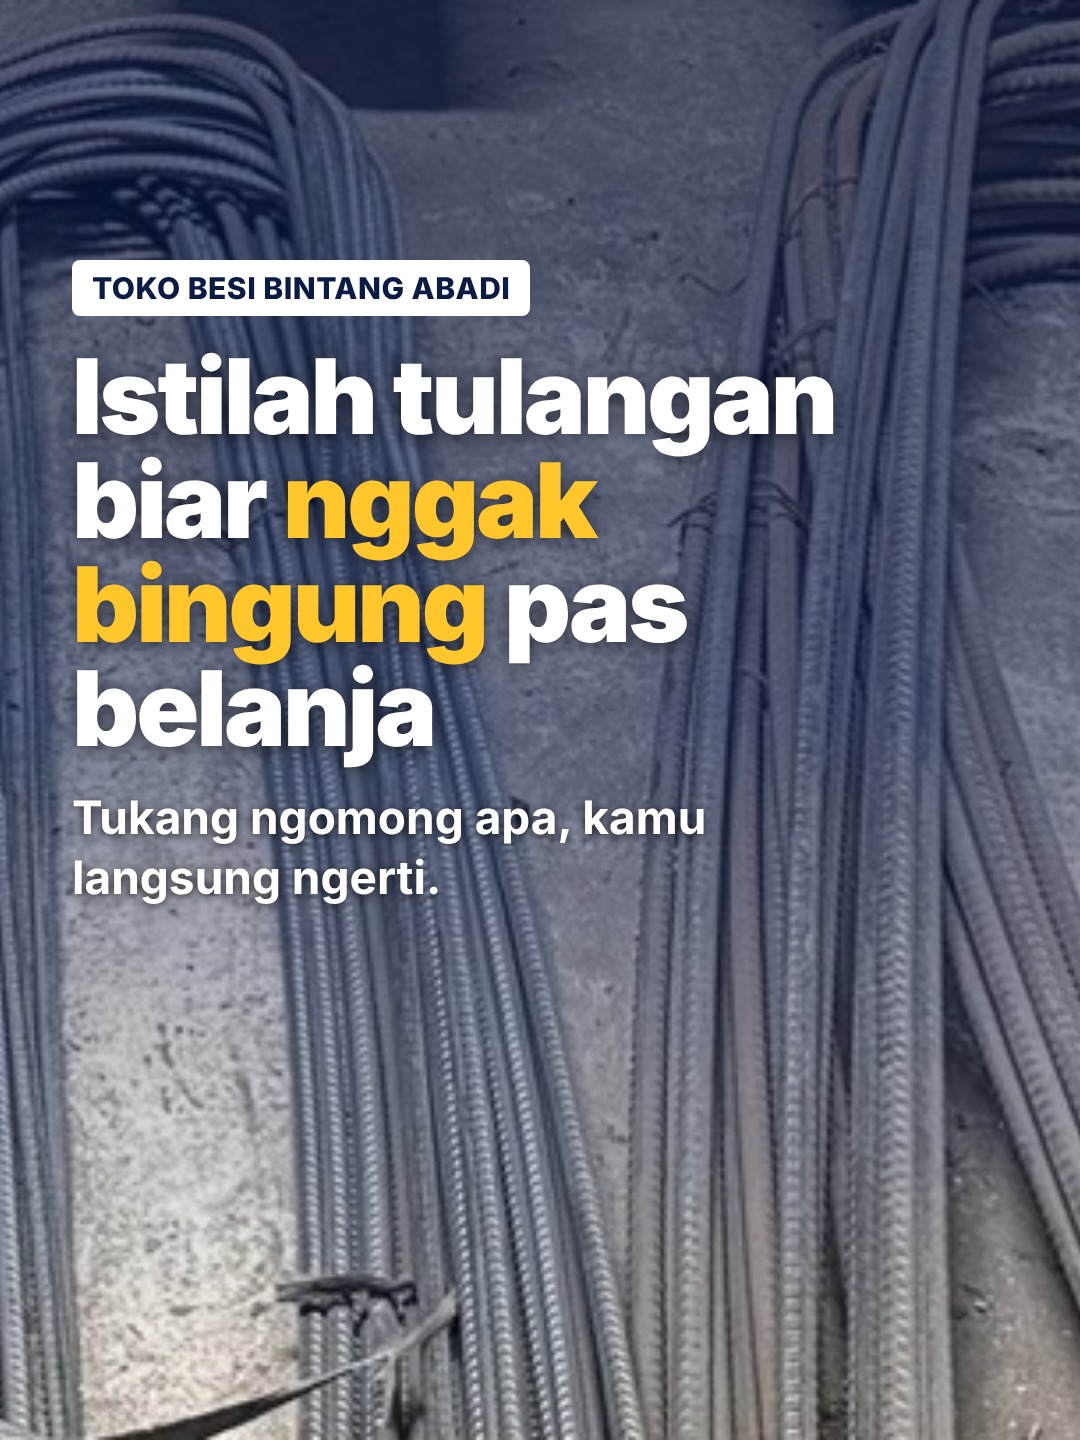 TOKO BESI BINTANG ABADI
Istilah tulangan
biar nggak
bingung pas
belanja
Tukang ngomong apa, kamu
langsung ngerti.